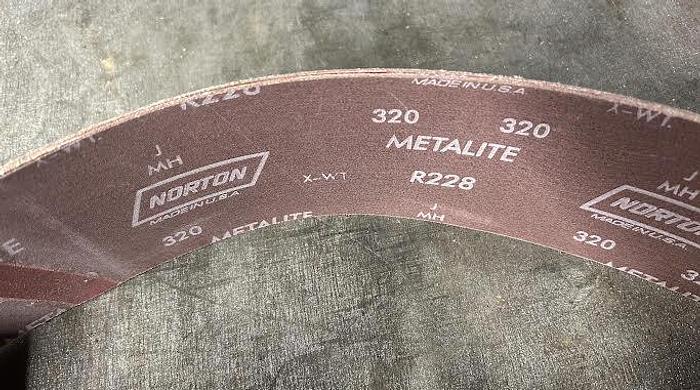 R228
MADE IN U.S.A
X-WT.
320 320
METALITE
J
MH
NORTON
MADE IN U.S.A
X-WT
R228
J
MH
NORTON
MADE IN U.S.A
320
METALITE
J
MH
320
METALITE